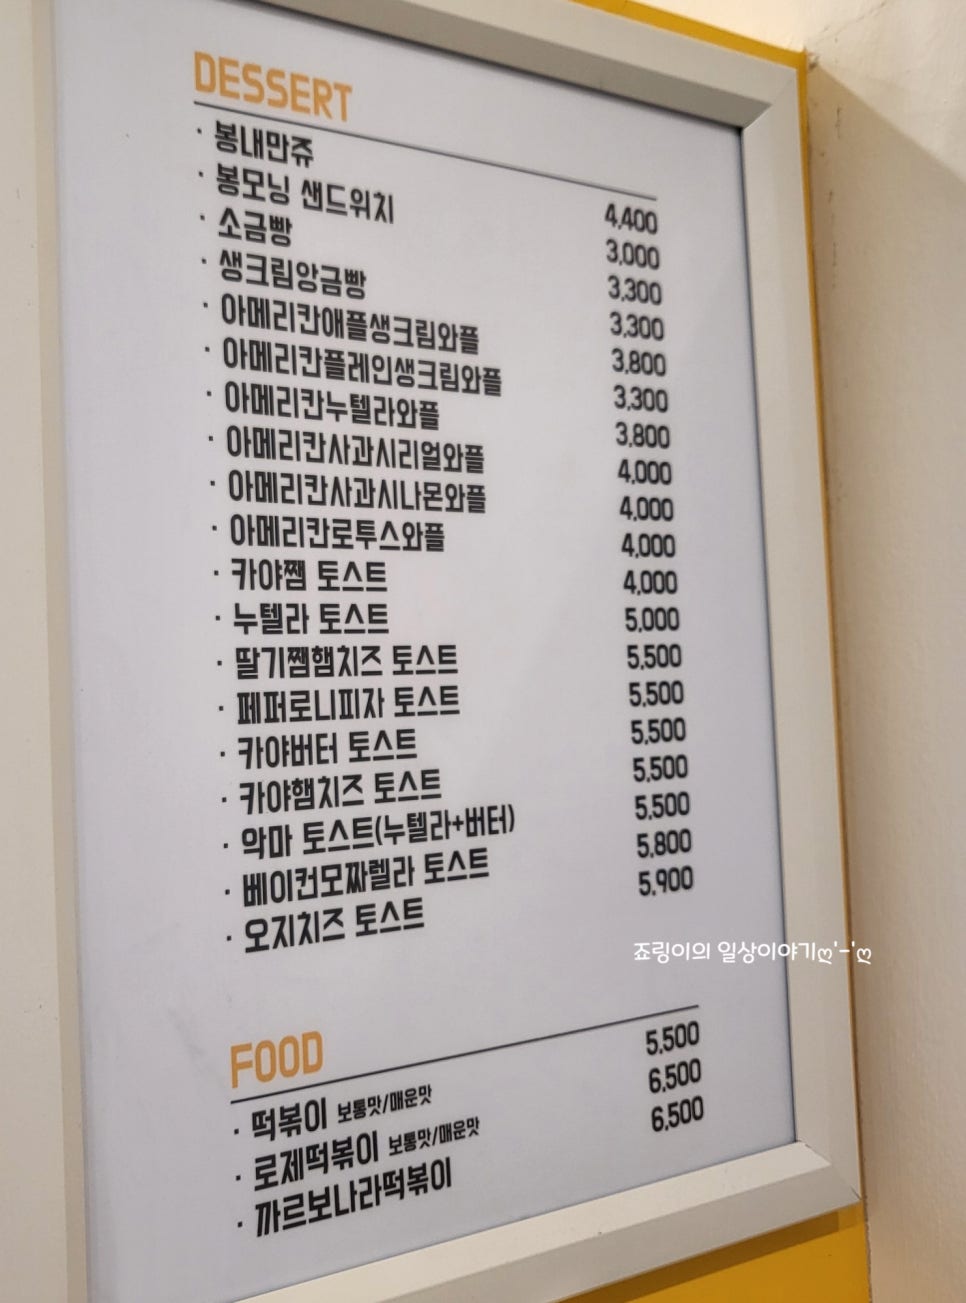 DESSERT
· 봉내만쥬 4,400
· 봉모닝 샌드위치 3,000
· 소금빵 3,300
· 생크림앙금빵 3,300
· 아메리칸애플생크림와플 3,800
· 아메리칸플레인생크림와플 3,300
· 아메리칸누텔라와플 3,800
· 아메리칸사과시리얼와플 4,000
· 아메리칸사과시나몬와플 4,000
· 아메리칸로투스와플 4,000
· 카야쨈 토스트 4,000
· 누텔라 토스트 5,000
· 딸기쨈햄치즈 토스트 5,500
· 페퍼로니피자 토스트 5,500
· 카야버터 토스트 5,500
· 카야햄치즈 토스트 5,500
· 악마 토스트(누텔라+버터) 5,500
· 베이컨모짜렐라 토스트 5,800
· 오지치즈 토스트 5,900
죠링이의 일상이야기ღ'-'ღ
FOOD
· 떡볶이 보통맛/매운맛 5,500
· 로제떡볶이 보통맛/매운맛 6,500
· 까르보나라떡볶이 6,500